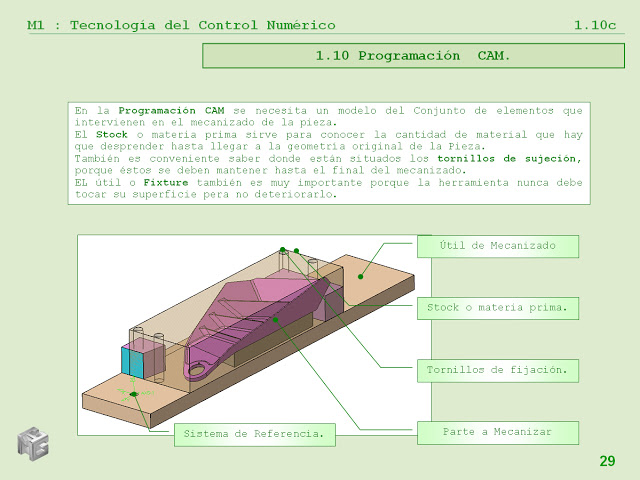 M1 : Tecnología del Control Numérico 1.10c
1.10 Programación CAM.
En la Programación CAM se necesita un modelo del Conjunto de elementos que
intervienen en el mecanizado de la pieza.
El Stock o materia prima sirve para conocer la cantidad de material que hay
que desprender hasta llegar a la geometría original de la Pieza.
También es conveniente saber donde están situados los tornillos de sujeción,
porque éstos se deben mantener hasta el final del mecanizado.
EL útil o Fixture también es muy importante porque la herramienta nunca debe
tocar su superficie pera no deteriorarlo.
Útil de Mecanizado
Stock o materia prima.
Tornillos de fijación.
Parte a Mecanizar
Sistema de Referencia.
29